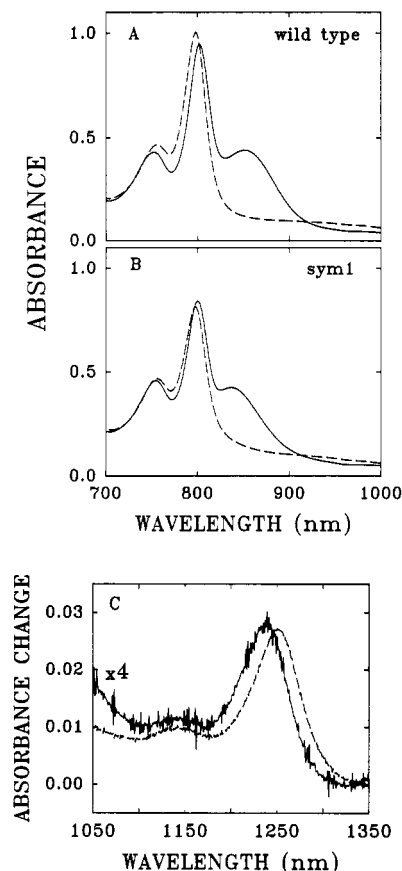 A
wild type
1.0
0.5
0.0
B
sym1
1.0
0.5
0.0
ABSORBANCE
700
800
900
1000
WAVELENGTH (nm)
C
x4
0.03
0.02
0.01
0.00
ABSORBANCE CHANGE
1050
1150
1250
1350
WAVELENGTH (nm)